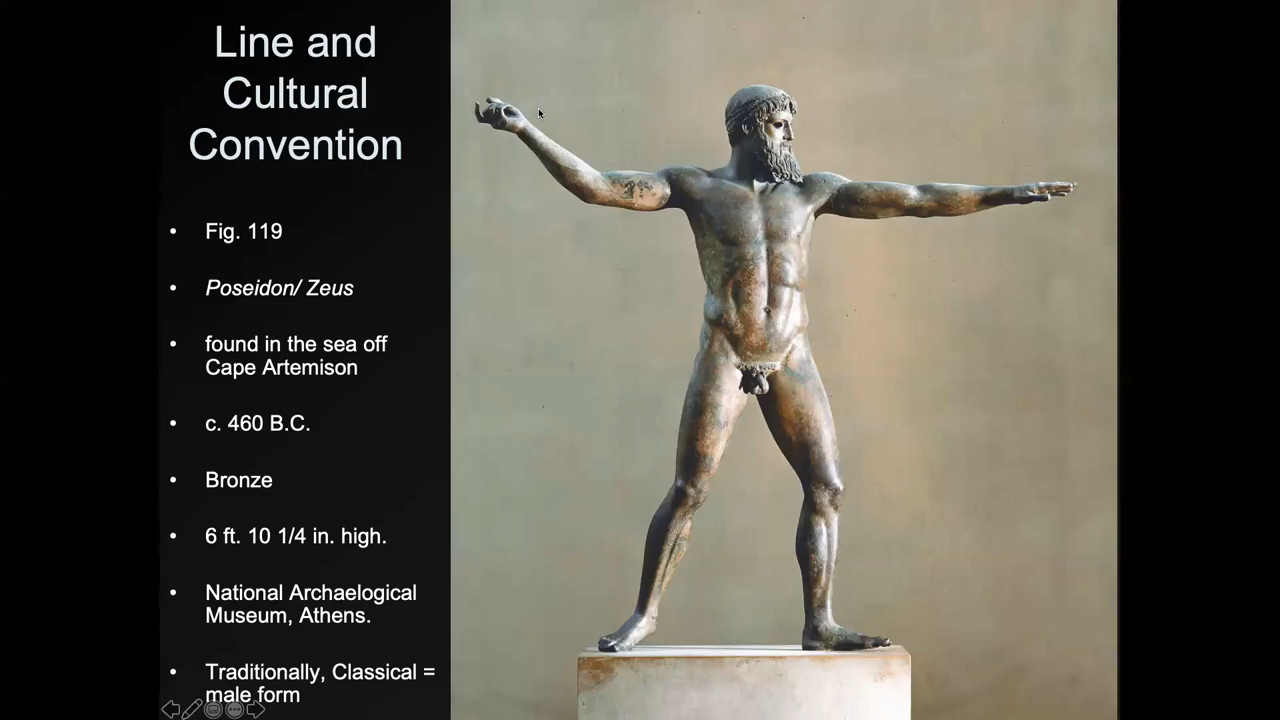 Line and
Cultural
Convention
• Fig. 119
• Poseidon/ Zeus
• found in the sea off
Cape Artemison
• c. 460 B.C.
• Bronze
• 6 ft. 10 1/4 in. high.
• National Archaelogical
Museum, Athens.
• Traditionally, Classical =
male form